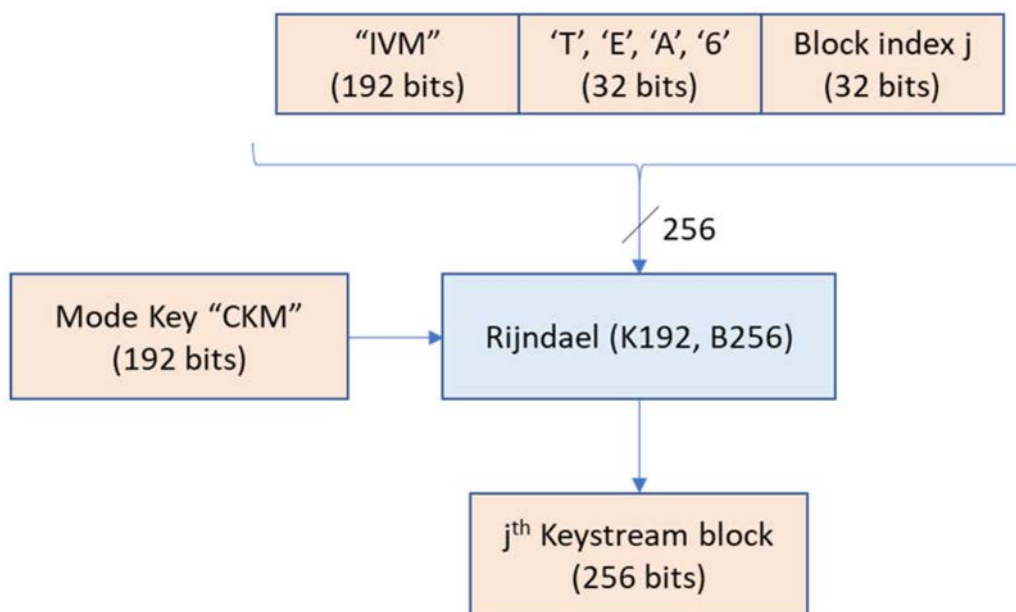 “IVM”
(192 bits)
‘T’, ‘E’, ‘A’, ‘6’
(32 bits)
Block index j
(32 bits)
256
Mode Key “CKM”
(192 bits)
Rijndael (K192, B256)
jth Keystream block
(256 bits)